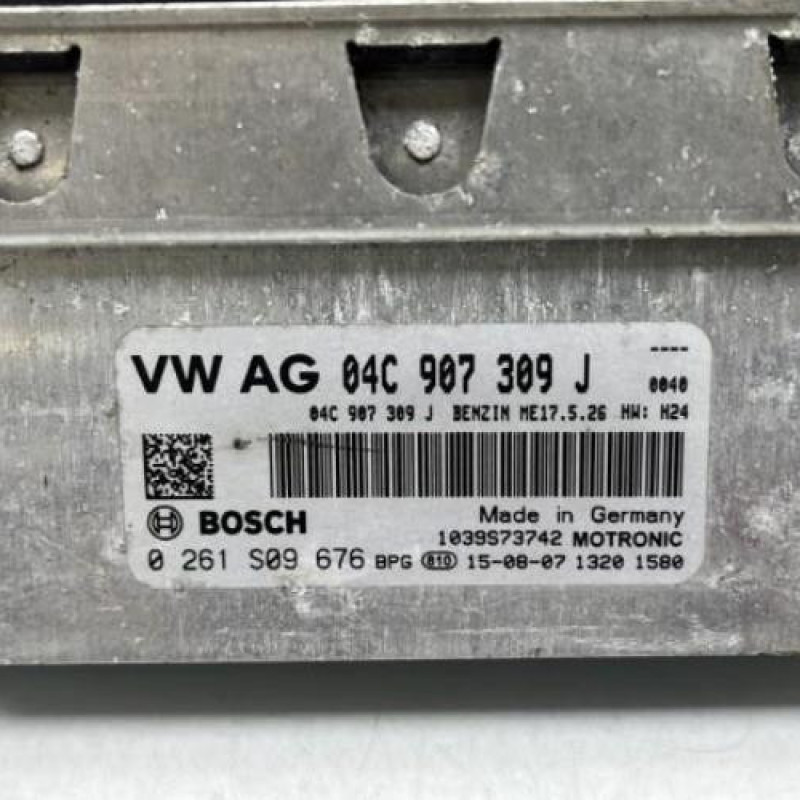 VW AG 04C 907 309 J ----
0040
04C 907 309 J BENZIN ME17.5.26 HW: H24
BOSCH Made in Germany
1039S73742 MOTRONIC
0 261 S09 676 BPG 810 15-08-07 1320 1580